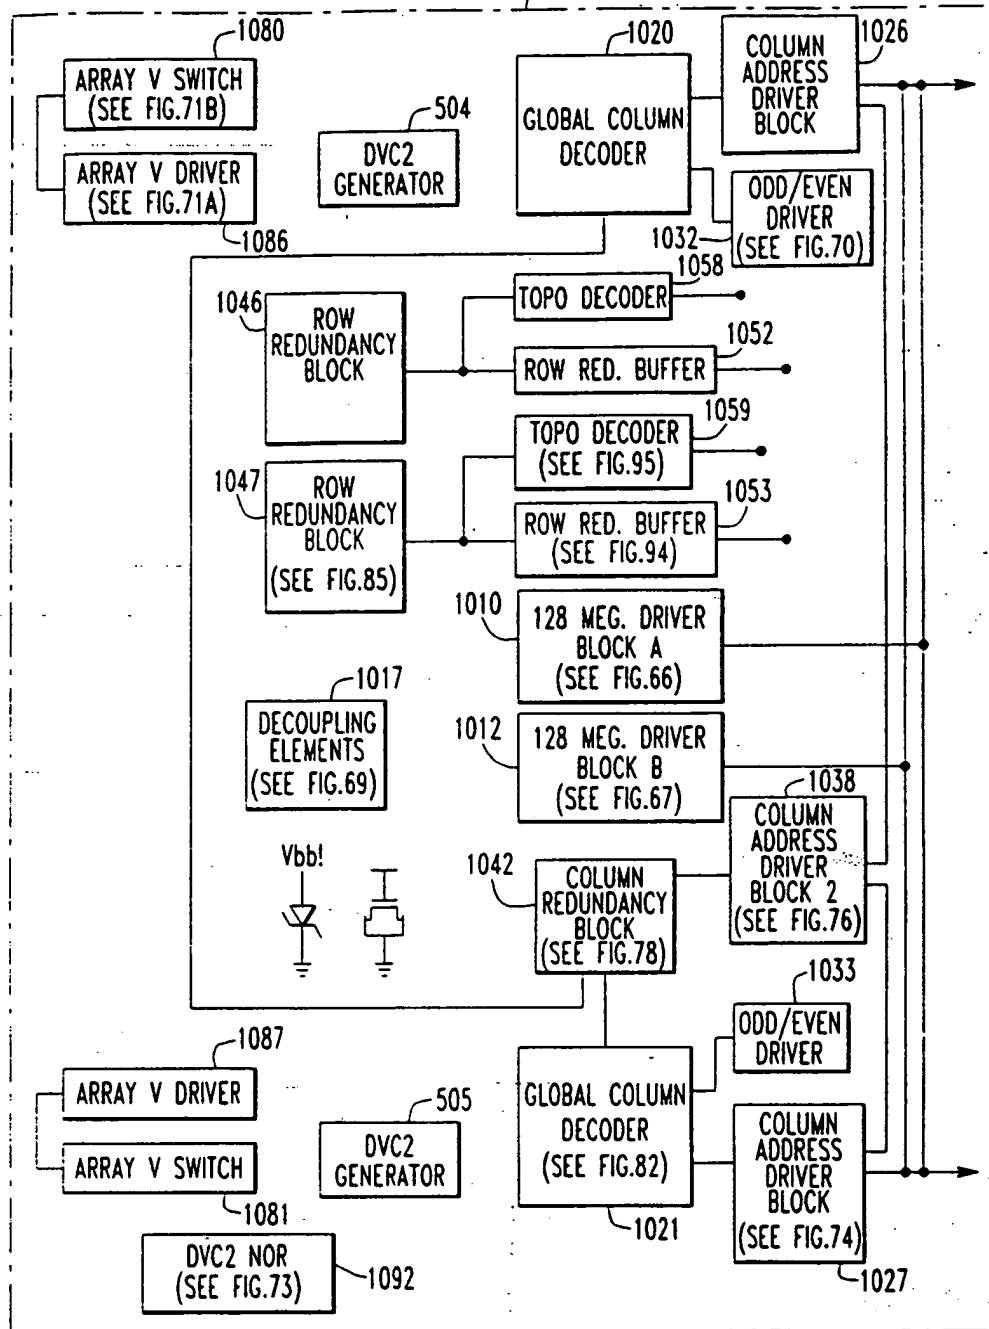 1080
ARRAY V SWITCH
(SEE FIG.71B)
ARRAY V DRIVER
(SEE FIG.71A)
1086
504
DVC2
GENERATOR
1020
GLOBAL COLUMN
DECODER
1026
COLUMN
ADDRESS
DRIVER
BLOCK
ODD/EVEN
DRIVER
(SEE FIG.70)
1032
1058
TOPO DECODER
1046
ROW
REDUNDANCY
BLOCK
1052
ROW RED. BUFFER
1059
TOPO DECODER
(SEE FIG.95)
1047
ROW
REDUNDANCY
BLOCK
(SEE FIG.85)
1053
ROW RED. BUFFER
(SEE FIG.94)
1010
128 MEG. DRIVER
BLOCK A
(SEE FIG.66)
1017
DECOUPLING
ELEMENTS
(SEE FIG.69)
1012
128 MEG. DRIVER
BLOCK B
(SEE FIG.67)
1038
COLUMN
ADDRESS
DRIVER
BLOCK 2
(SEE FIG.76)
Vbb!
1042
COLUMN
REDUNDANCY
BLOCK
(SEE FIG.78)
1033
ODD/EVEN
DRIVER
1087
ARRAY V DRIVER
ARRAY V SWITCH
1081
505
DVC2
GENERATOR
GLOBAL COLUMN
DECODER
(SEE FIG.82)
1021
COLUMN
ADDRESS
DRIVER
BLOCK
(SEE FIG.74)
1027
DVC2 NOR
(SEE FIG.73)
1092